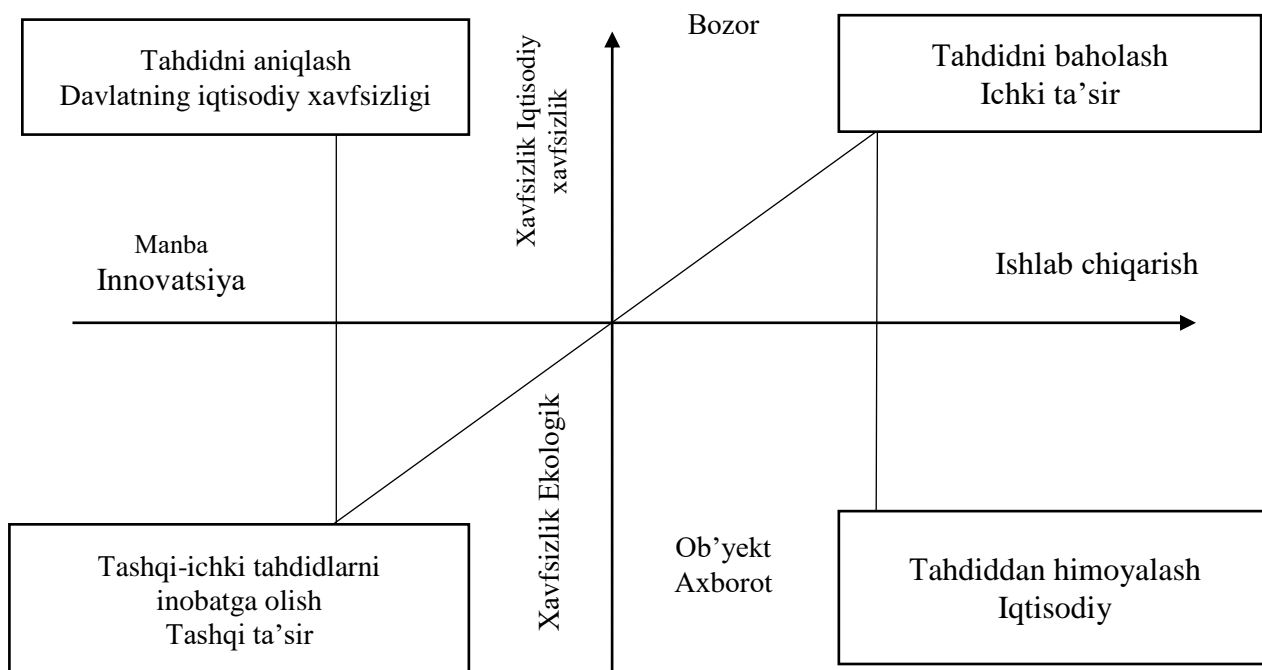 Bozor
Tahdidni aniqlash
Davlatning iqtisodiy xavfsizligi
Xavfsizlik Iqtisodiy
xavfsizlik
Tahdidni baholash
Ichki ta’sir
Manba
Innovatsiya
Ishlab chiqarish
Xavfsizlik Ekologik
Tashqi-ichki tahdidlarni
inobatga olish
Tashqi ta’sir
Ob’yekt
Axborot
Tahdiddan himoyalash
Iqtisodiy